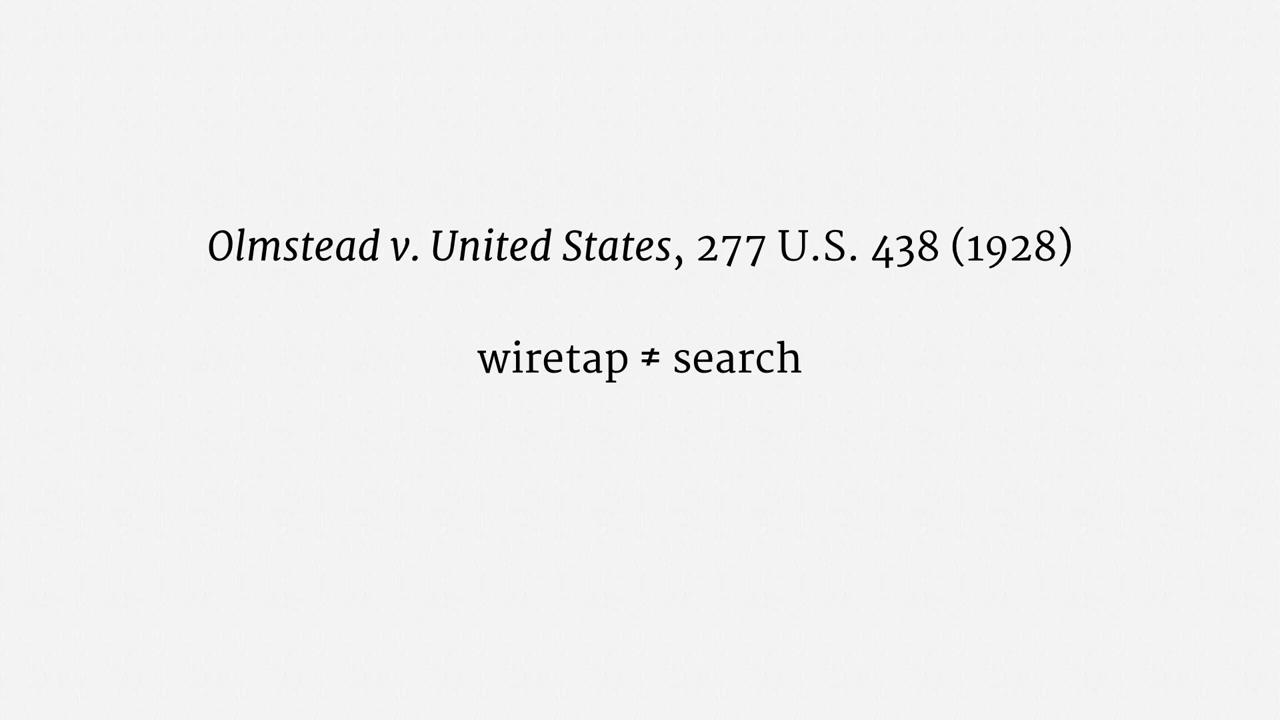 Olmstead v. United States, 277 U.S. 438 (1928)
wiretap ≠ search